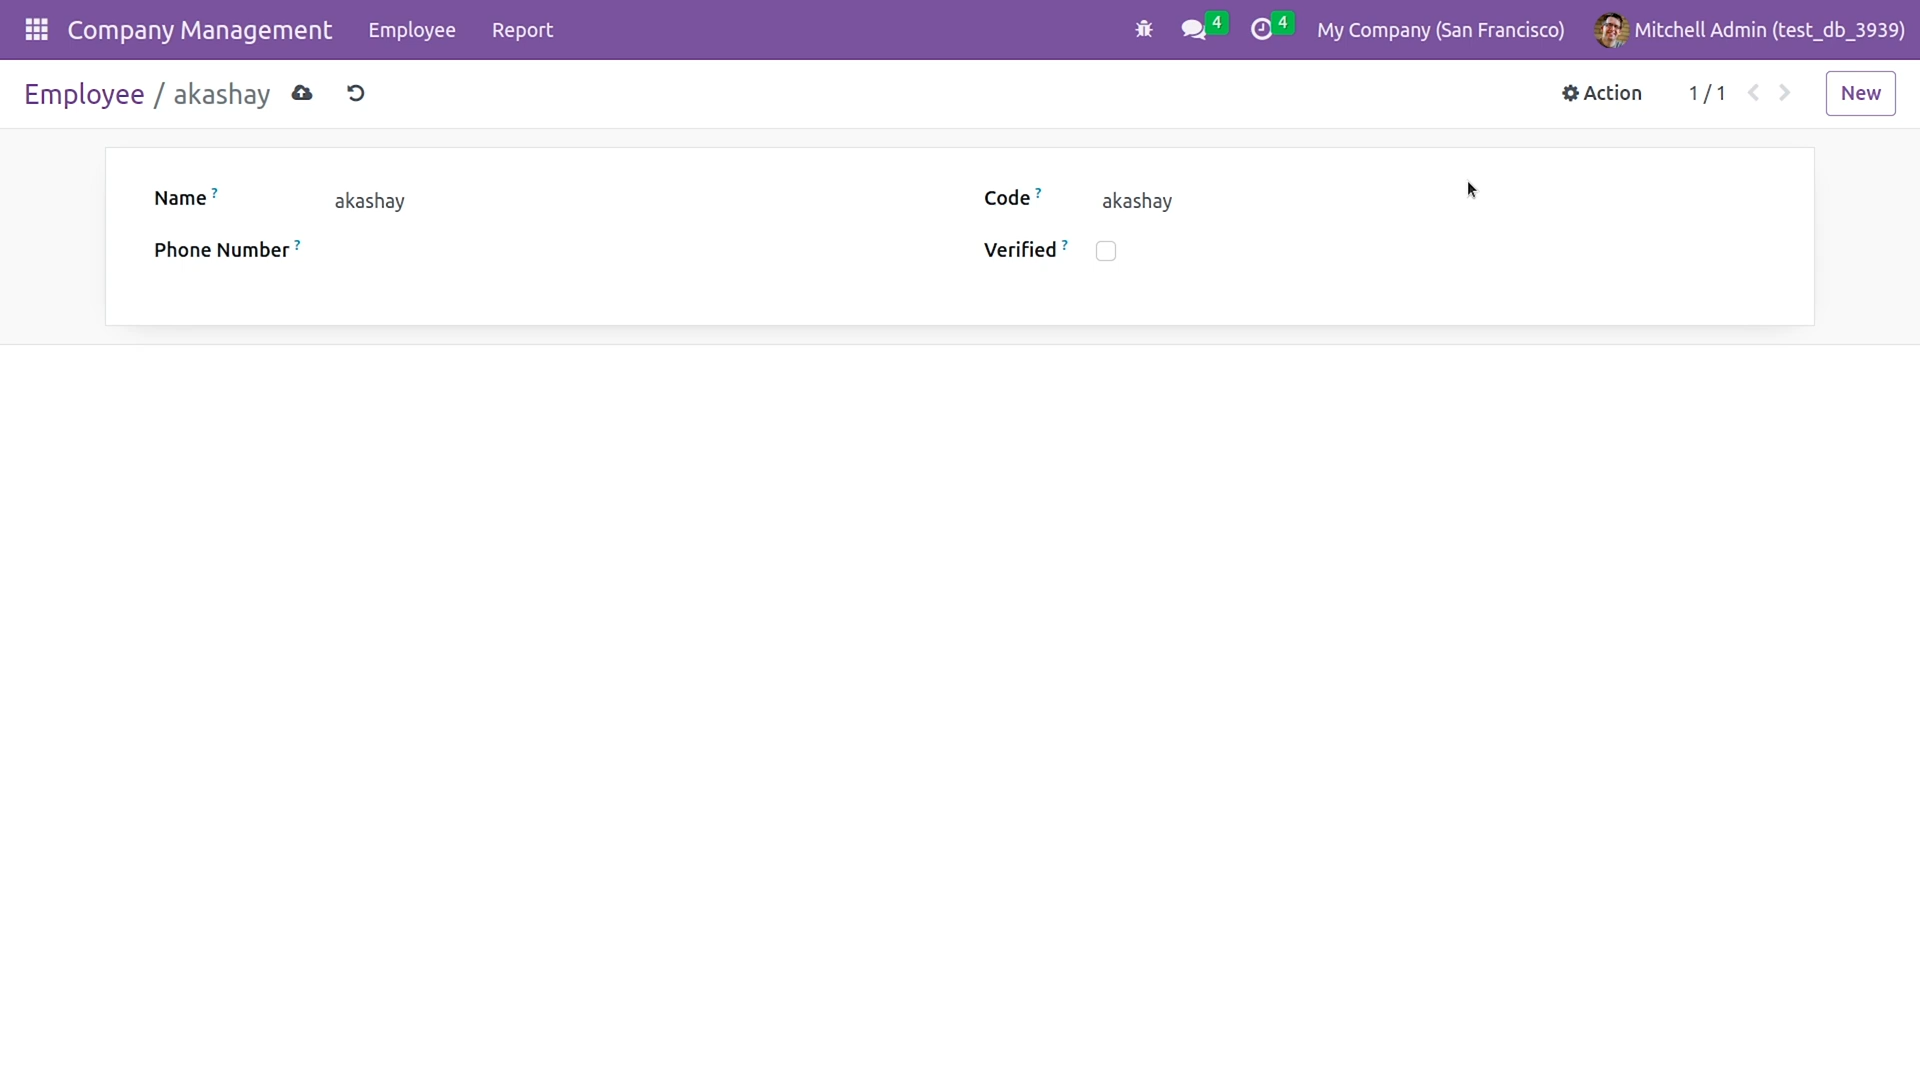 Company Management Employee Report 4 4 My Company (San Francisco) Mitchell Admin (test_db_3939)
Employee / akashay Action 1 / 1 New
Name ? akashay Code ? akashay
Phone Number ? Verified ?